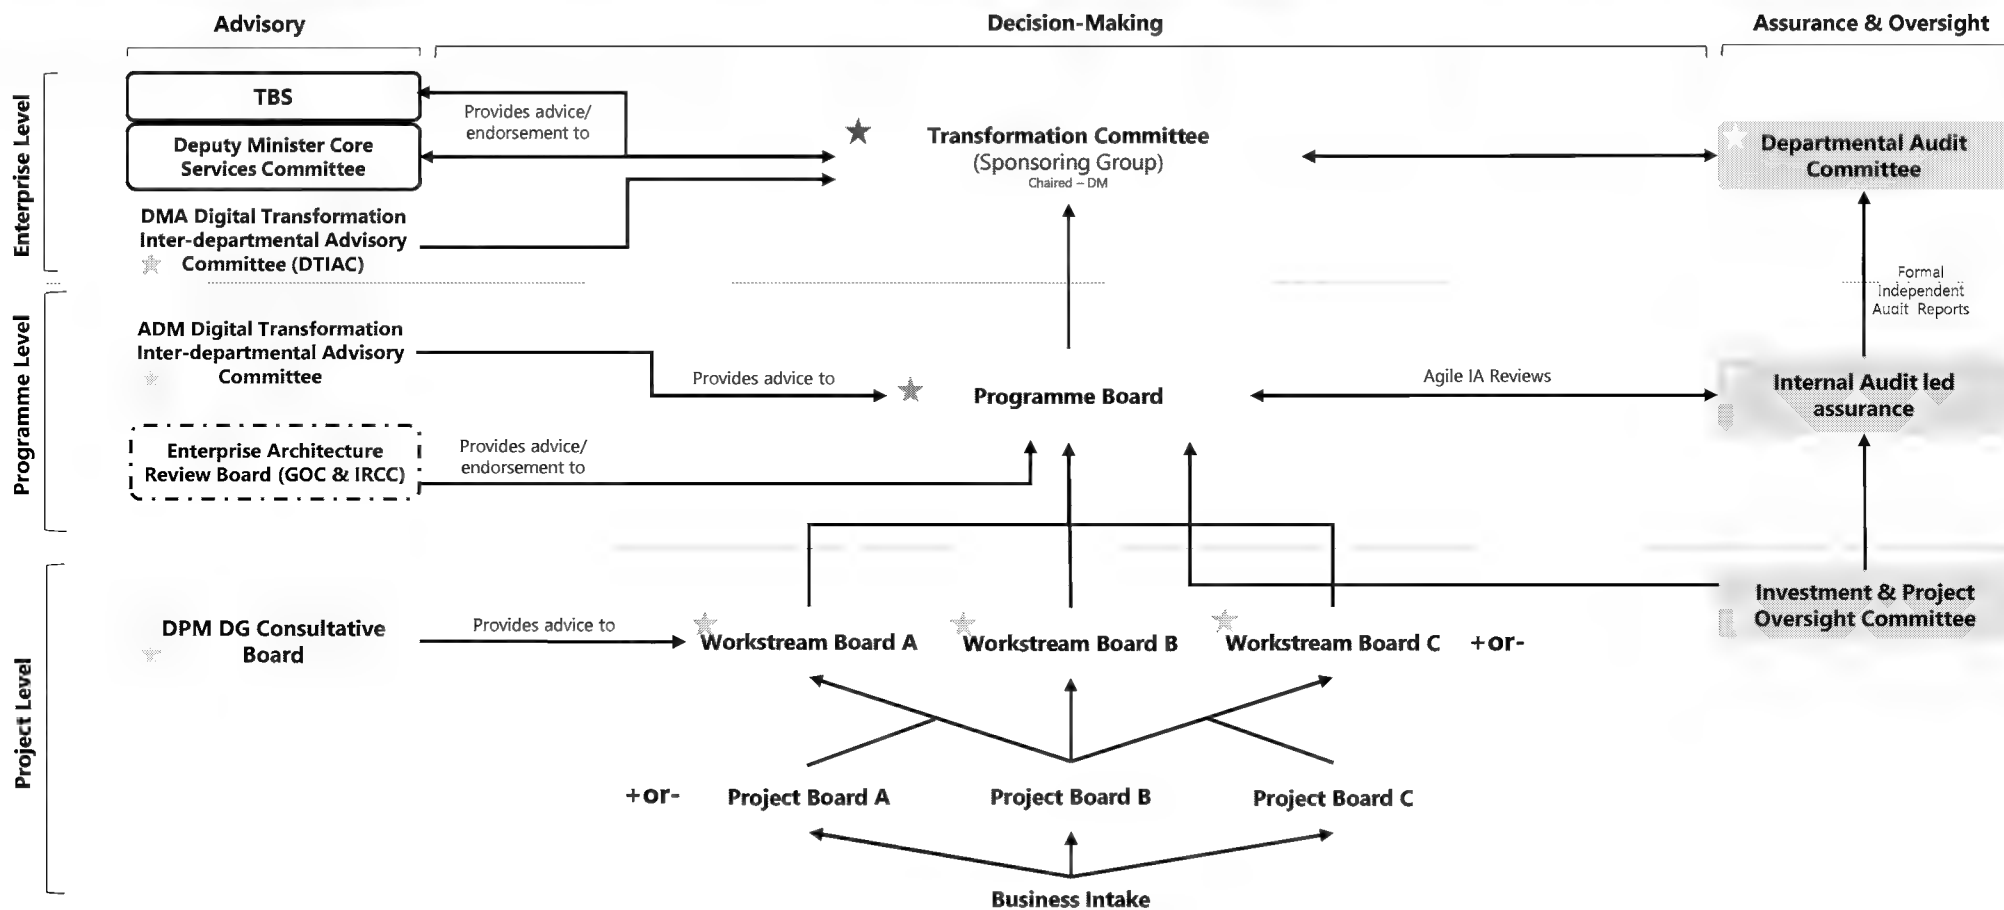 Advisory
Decision-Making
Assurance & Oversight
Enterprise Level
TBS
Provides advice/
endorsement to
Deputy Minister Core
Services Committee
Transformation Committee
(Sponsoring Group)
Chaired – DM
Departmental Audit
Committee
DMA Digital Transformation
Inter-departmental Advisory
Committee (DTIAC)
Formal
Independent
Audit Reports
Programme Level
ADM Digital Transformation
Inter-departmental Advisory
Committee
Provides advice to
Programme Board
Agile IA Reviews
Internal Audit led
assurance
Enterprise Architecture
Review Board (GOC & IRCC)
Provides advice/
endorsement to
Project Level
DPM DG Consultative
Board
Provides advice to
Workstream Board A
Workstream Board B
Workstream Board C
+or-
Investment & Project
Oversight Committee
+or-
Project Board A
Project Board B
Project Board C
Business Intake